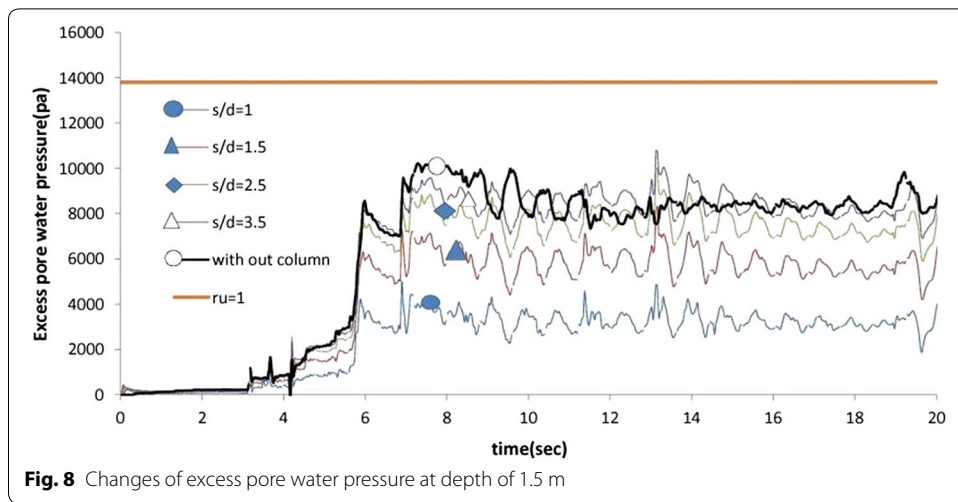 Excess pore water pressure(pa)
16000
14000
12000
10000
8000
6000
4000
2000
0
s/d=1
s/d=1.5
s/d=2.5
s/d=3.5
with out column
ru=1
0 2 4 6 8 10 12 14 16 18 20
time(sec)
Fig. 8 Changes of excess pore water pressure at depth of 1.5 m